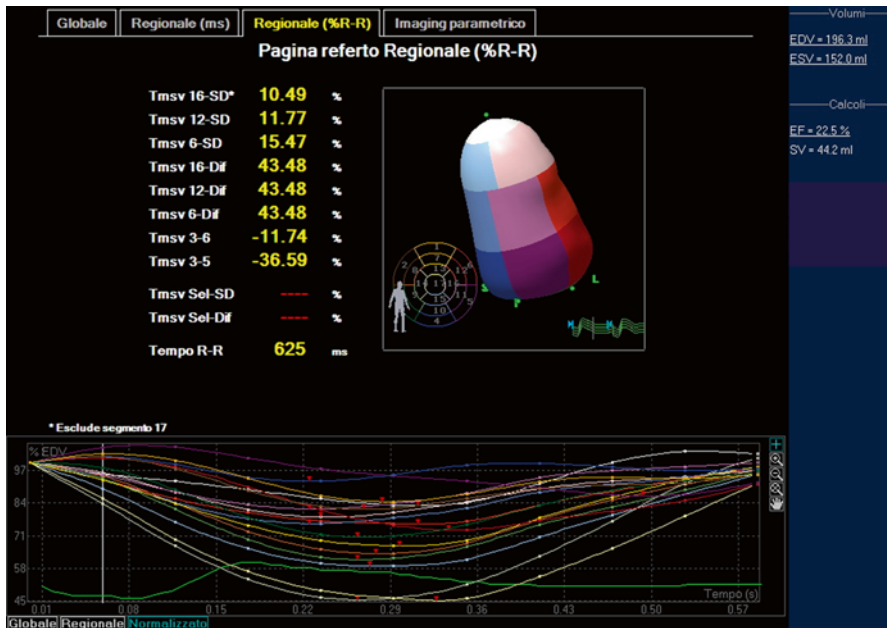 Globale Regionale (ms) Regionale (%R-R) Imaging parametrico
Pagina referto Regionale (%R-R)
Tmsv 16-SD* 10.49 %
Tmsv 12-SD 11.77 %
Tmsv 6-SD 15.47 %
Tmsv 16-Dif 43.48 %
Tmsv 12-Dif 43.48 %
Tmsv 6-Dif 43.48 %
Tmsv 3-6 -11.74 %
Tmsv 3-5 -36.59 %
Tmsv Sel-SD ---- %
Tmsv Sel-Dif ---- %
Tempo R-R 625 ms
* Esclude segmento 17
Volumi
EDV = 196.3 ml
ESV = 152.0 ml
Calcoli
EF = 22.5 %
SV = 44.2 ml
L
% EDV
97
84
71
58
45
0.01 0.08 0.15 0.22 0.29 0.36 0.43 0.50 0.57
Tempo (s)
Globale Regionale Normalizzato